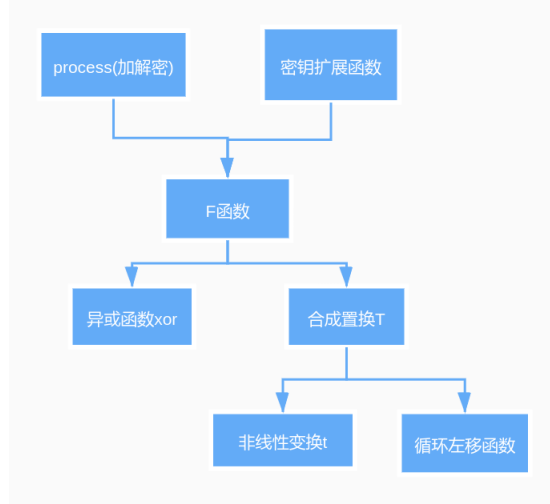 process(加解密)
密钥扩展函数
F函数
异或函数xor
合成置换T
非线性变换t
循环左移函数